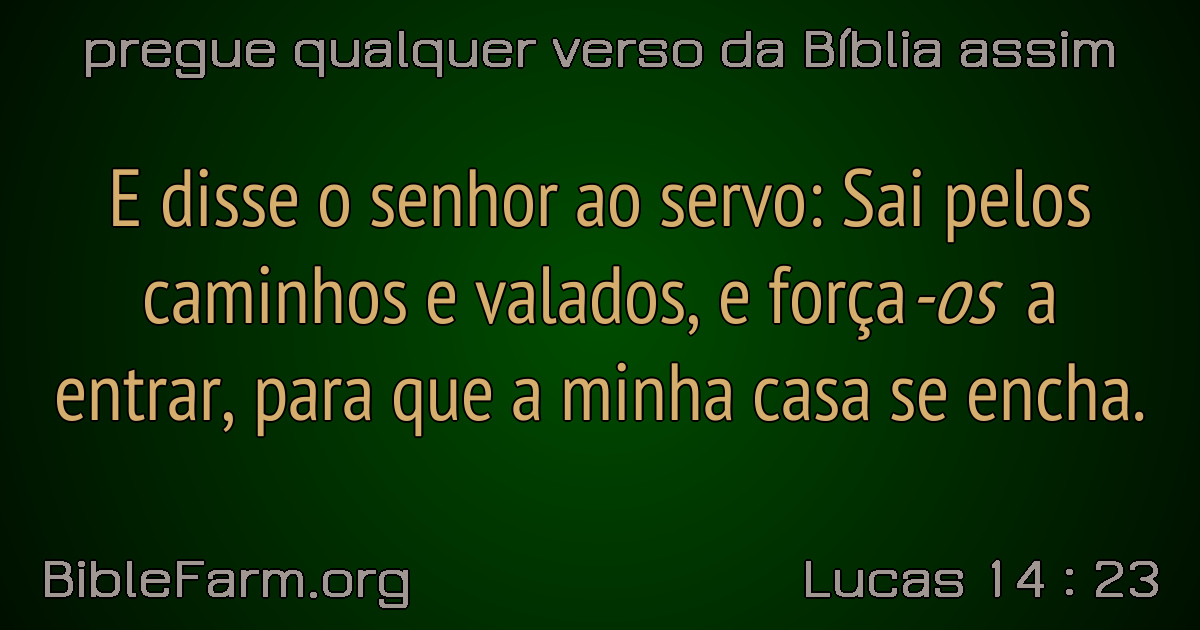 pregue qualquer verso da Bíblia assim
E disse o senhor ao servo: Sai pelos
caminhos e valados, e força-os a
entrar, para que a minha casa se encha.
BibleFarm.org
Lucas 14 : 23